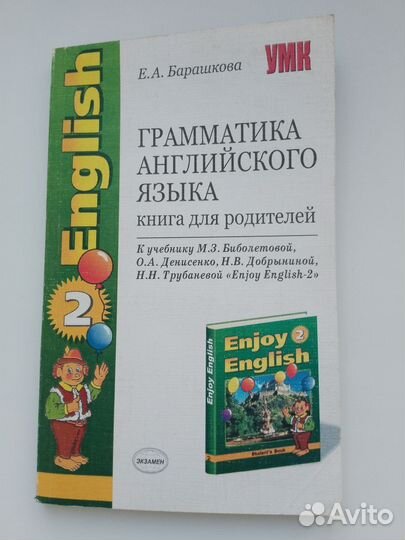 Е.А. Барашкова
УМК
ГРАММАТИКА
АНГЛИЙСКОГО
ЯЗЫКА
книга для родителей
К учебнику М.З. Биболетовой,
О.А. Денисенко, Н.В. Добрыниной,
Н.Н. Трубаневой «Enjoy English-2»
English
2
Enjoy English
Enjoy 2
English
Student's Book
ЭКЗАМЕН
Avito